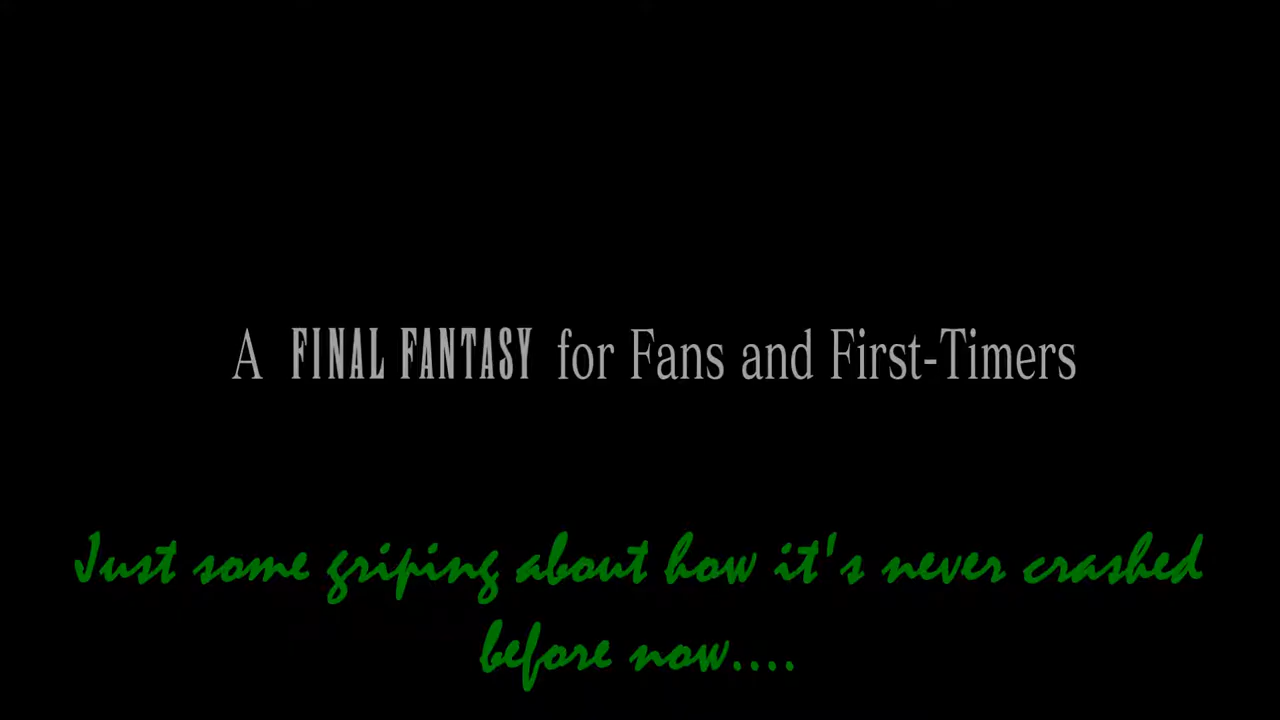 A FINAL FANTASY for Fans and First-Timers
Just some griping about how it's never crashed
before now....